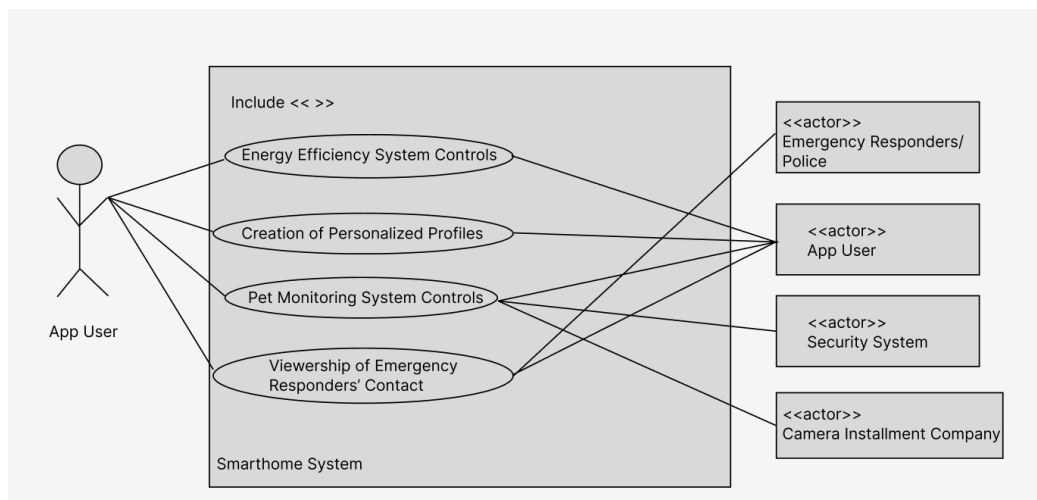 Include << >>
Energy Efficiency System Controls
Creation of Personalized Profiles
Pet Monitoring System Controls
Viewership of Emergency
Responders' Contact
Smarthome System
App User
<<actor>>
Emergency Responders/
Police
<<actor>>
App User
<<actor>>
Security System
<<actor>>
Camera Installment Company